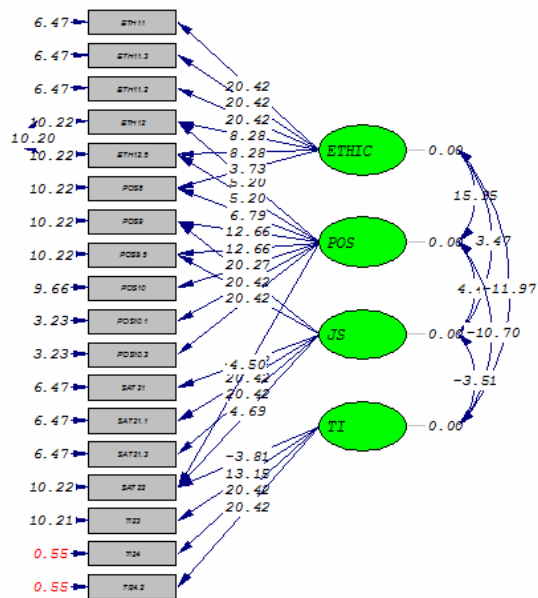 6.47 ETH11
6.47 ETH11.3
6.47 ETH11.2
10.22 ETH12
10.20
10.22 ETH12.5
10.22 POS8
10.22 POS9
10.22 POS9.5
9.66 POS10
3.23 POS10.1
3.23 POS10.3
6.47 SAT21
6.47 SAT21.1
6.47 SAT21.3
10.22 SAT22
10.21 TI23
0.55 TI24
0.55 TI24.2
20.42
20.42
20.42
8.28
8.28
3.73
5.20
5.20
6.79
12.66
12.66
20.27
20.42
20.42
-4.50
20.42
20.42
4.69
-3.81
20.42
20.42
ETHIC 0.00
POS 0.00
JS 0.00
TI 0.00
3.47
-11.97
-10.70
-3.51